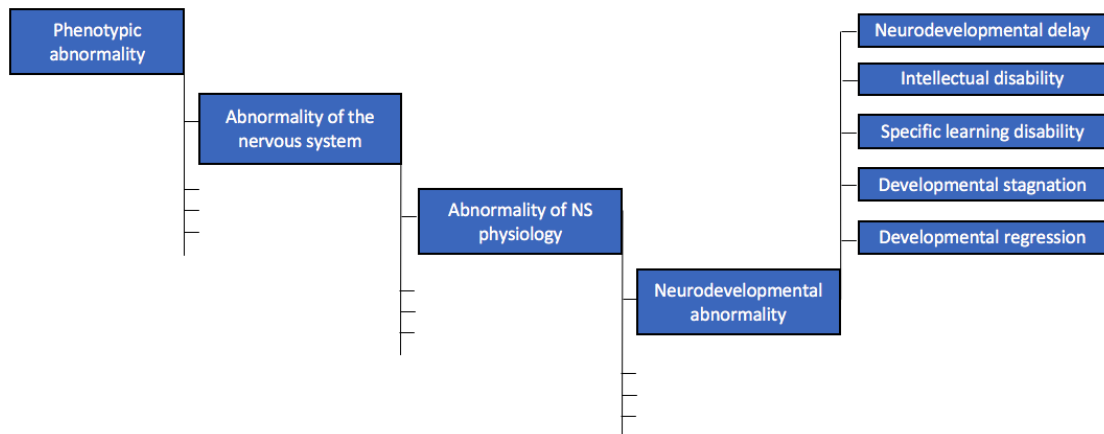 Phenotypic
abnormality
Abnormality of the
nervous system
Abnormality of NS
physiology
Neurodevelopmental
abnormality
Neurodevelopmental delay
Intellectual disability
Specific learning disability
Developmental stagnation
Developmental regression